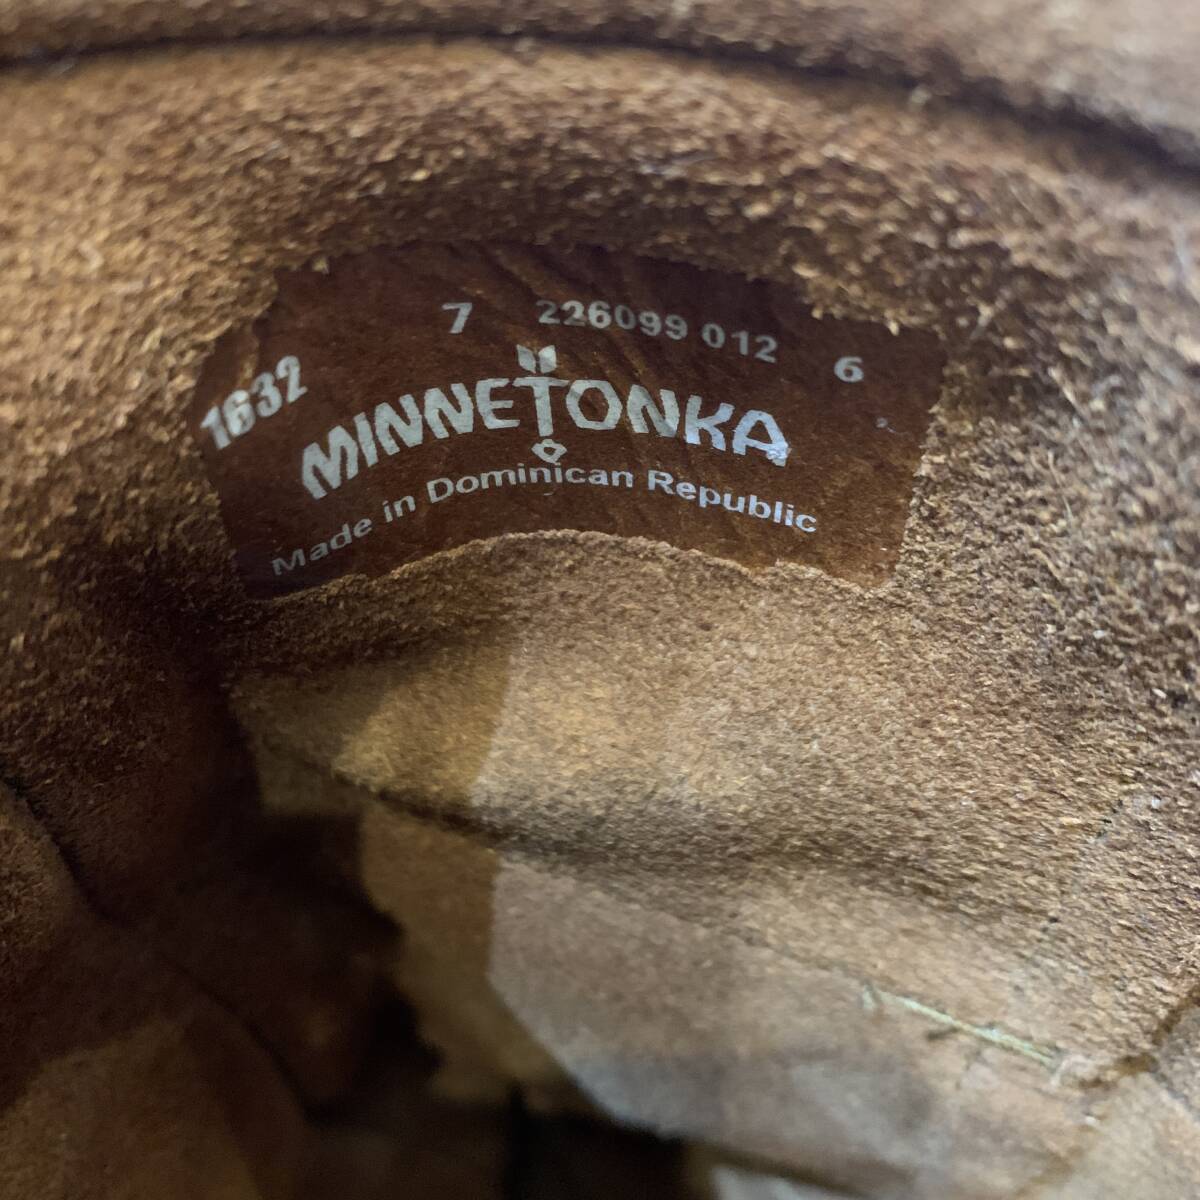 7 226099 012 6
1632
MINNETONKA
Made in Dominican Republic